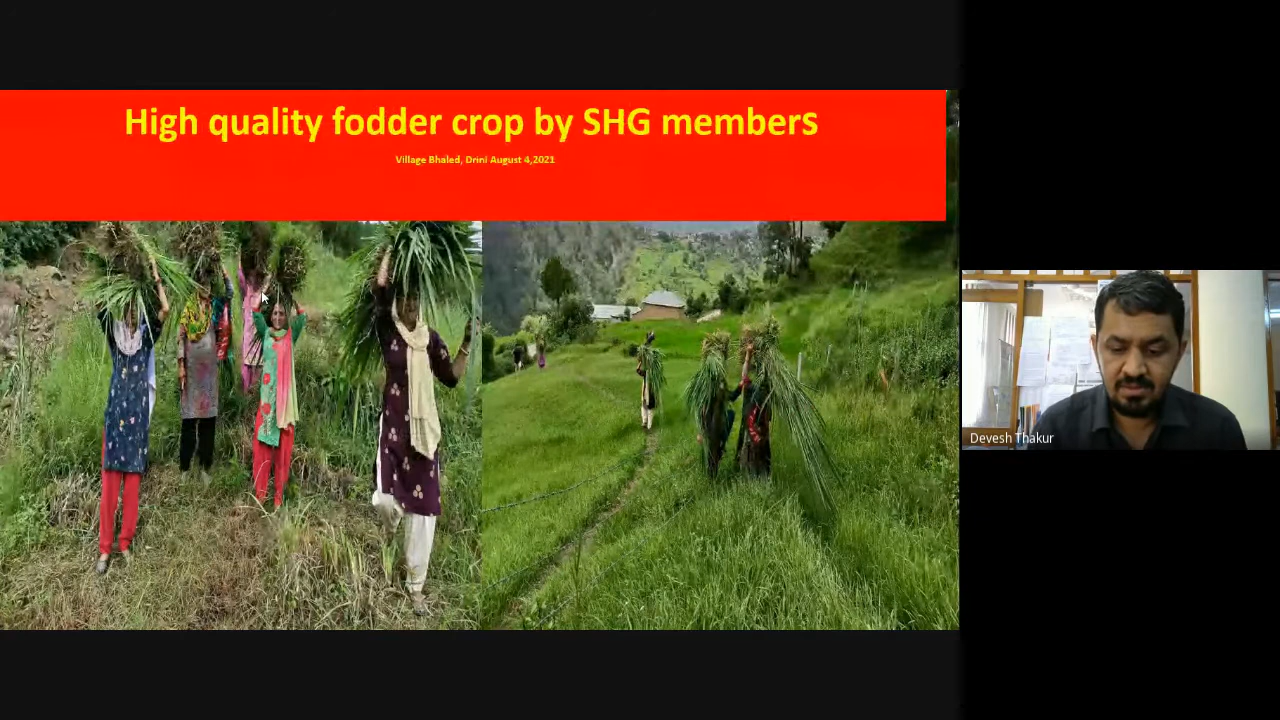 High quality fodder crop by SHG members
Village Bhaled, Drini August 4,2021
Devesh Thakur